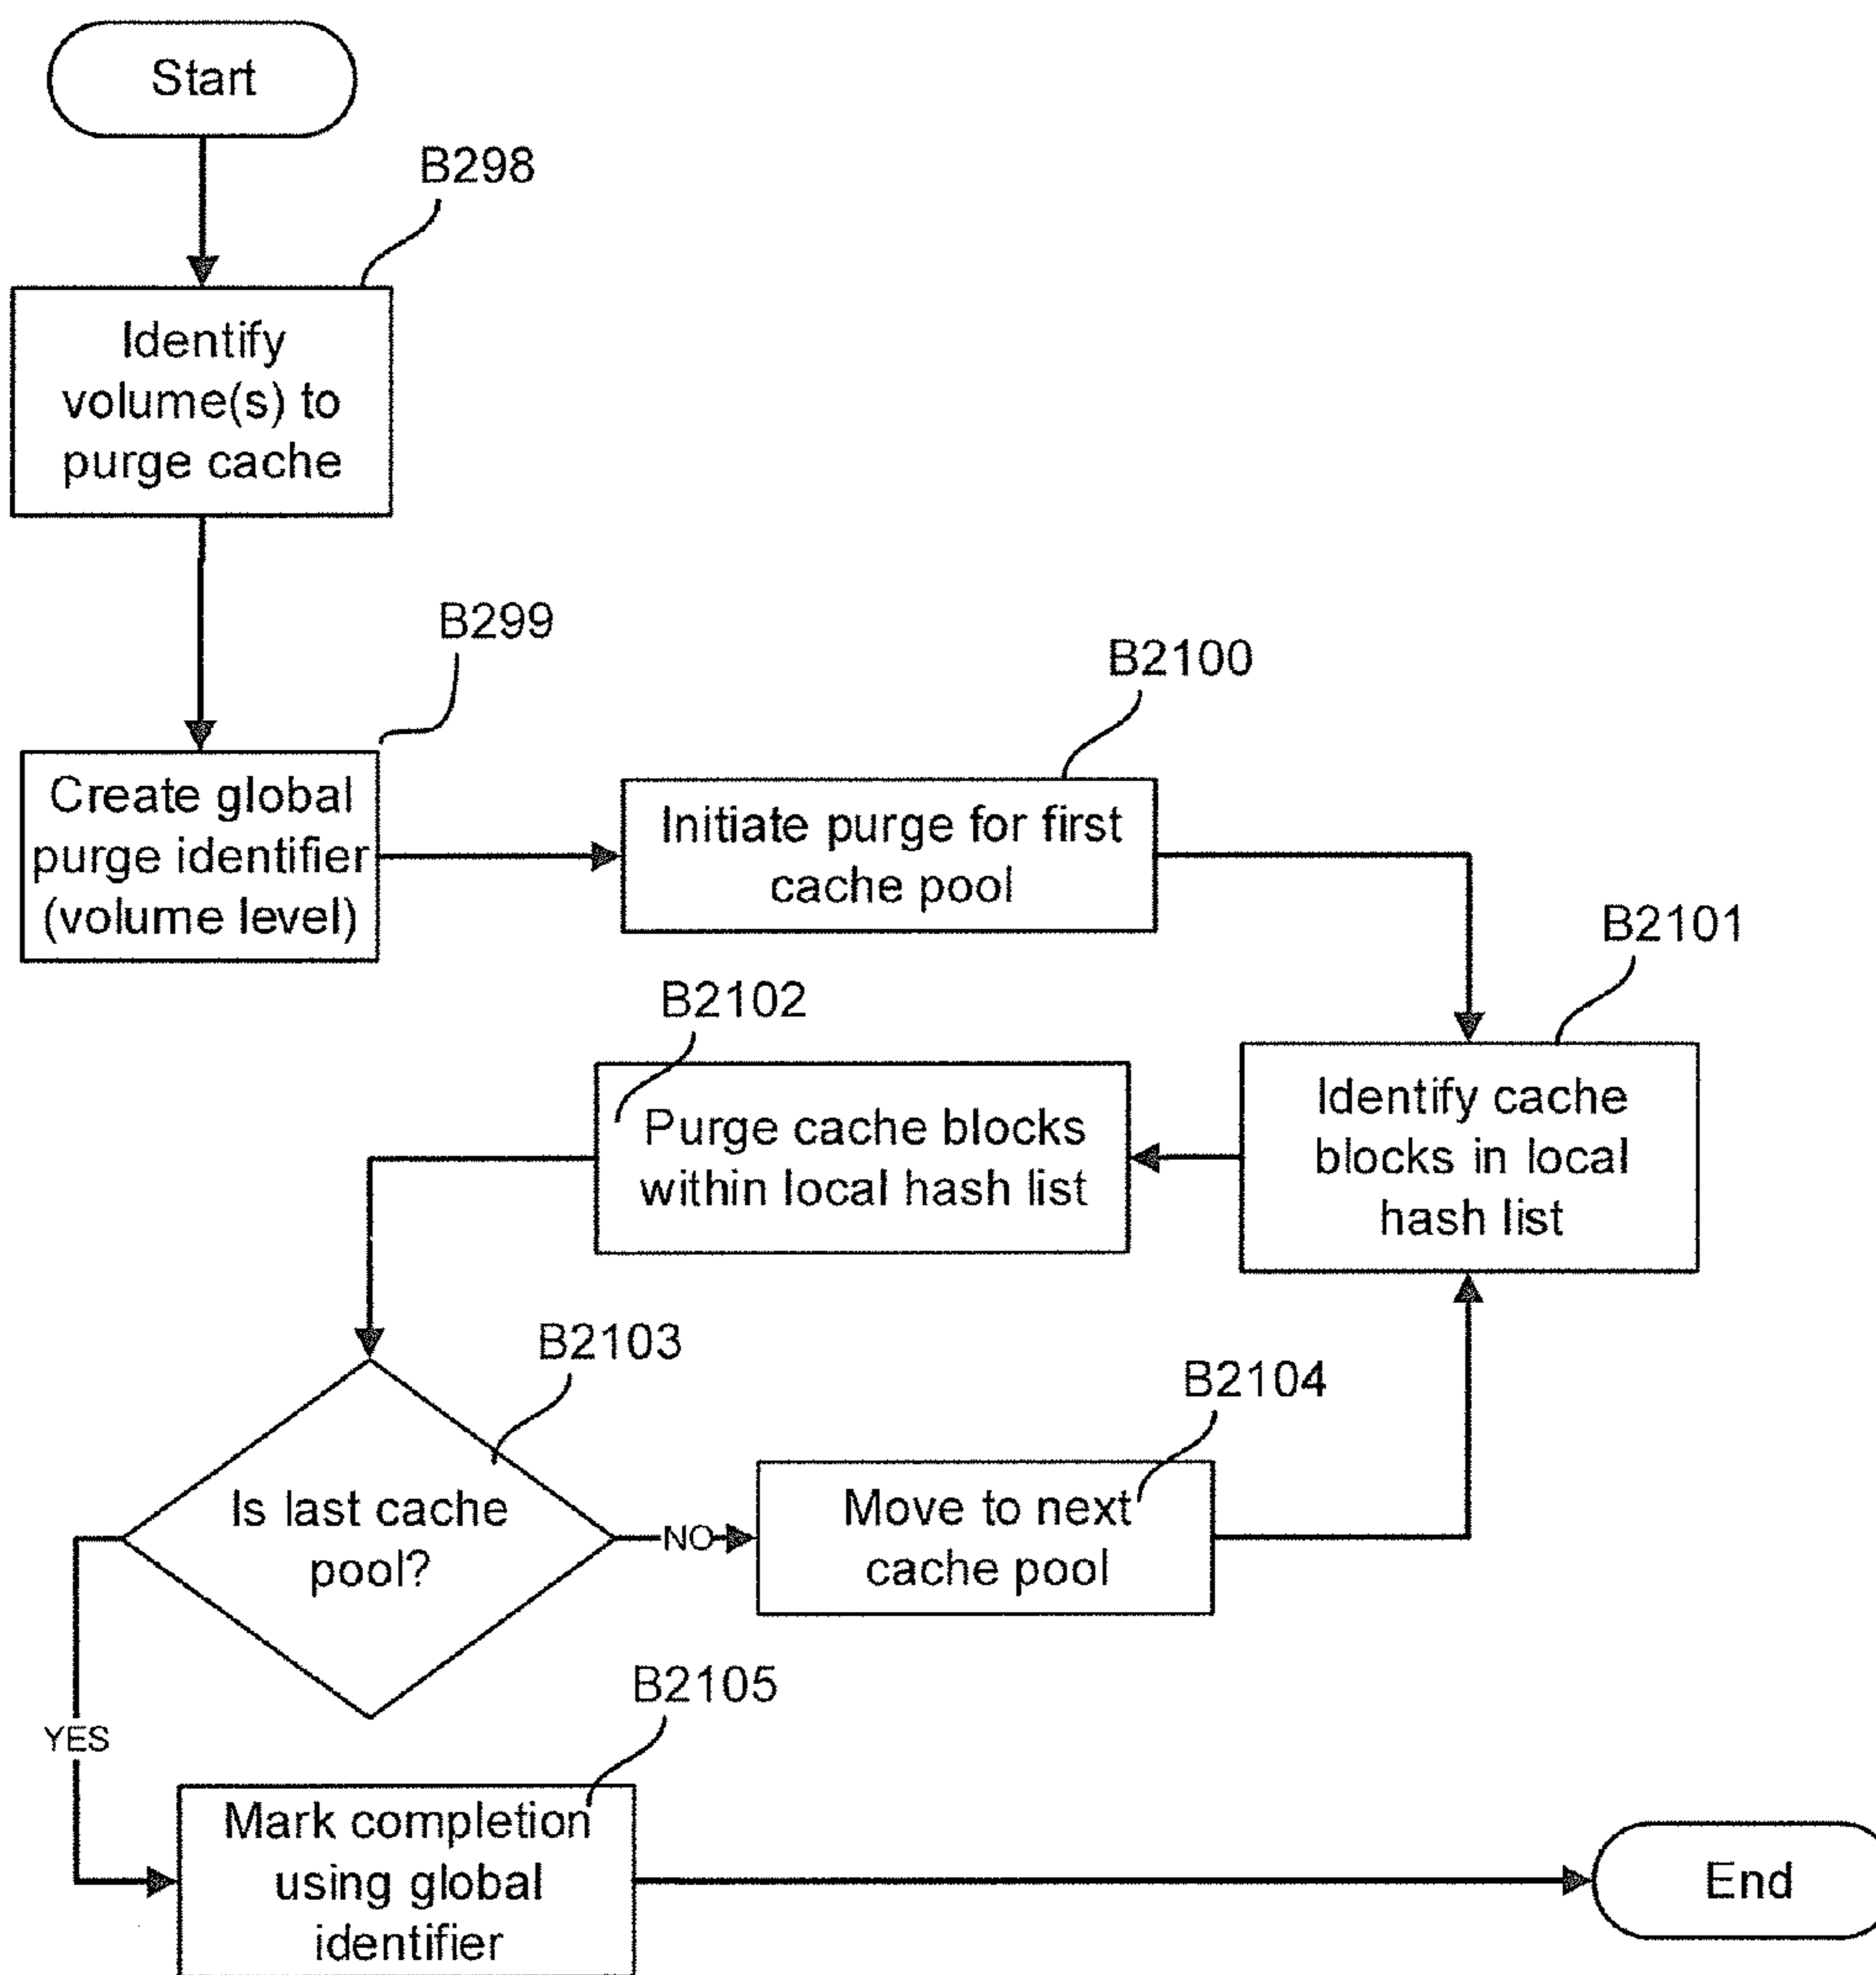 Start
B298
Identify
volume(s) to
purge cache
B299
Create global
purge identifier
(volume level)
B2100
Initiate purge for first
cache pool
B2101
Identify cache
blocks in local
hash list
B2102
Purge cache blocks
within local hash list
B2103
Is last cache
pool?
NO
B2104
Move to next
cache pool
YES
B2105
Mark completion
using global
identifier
End